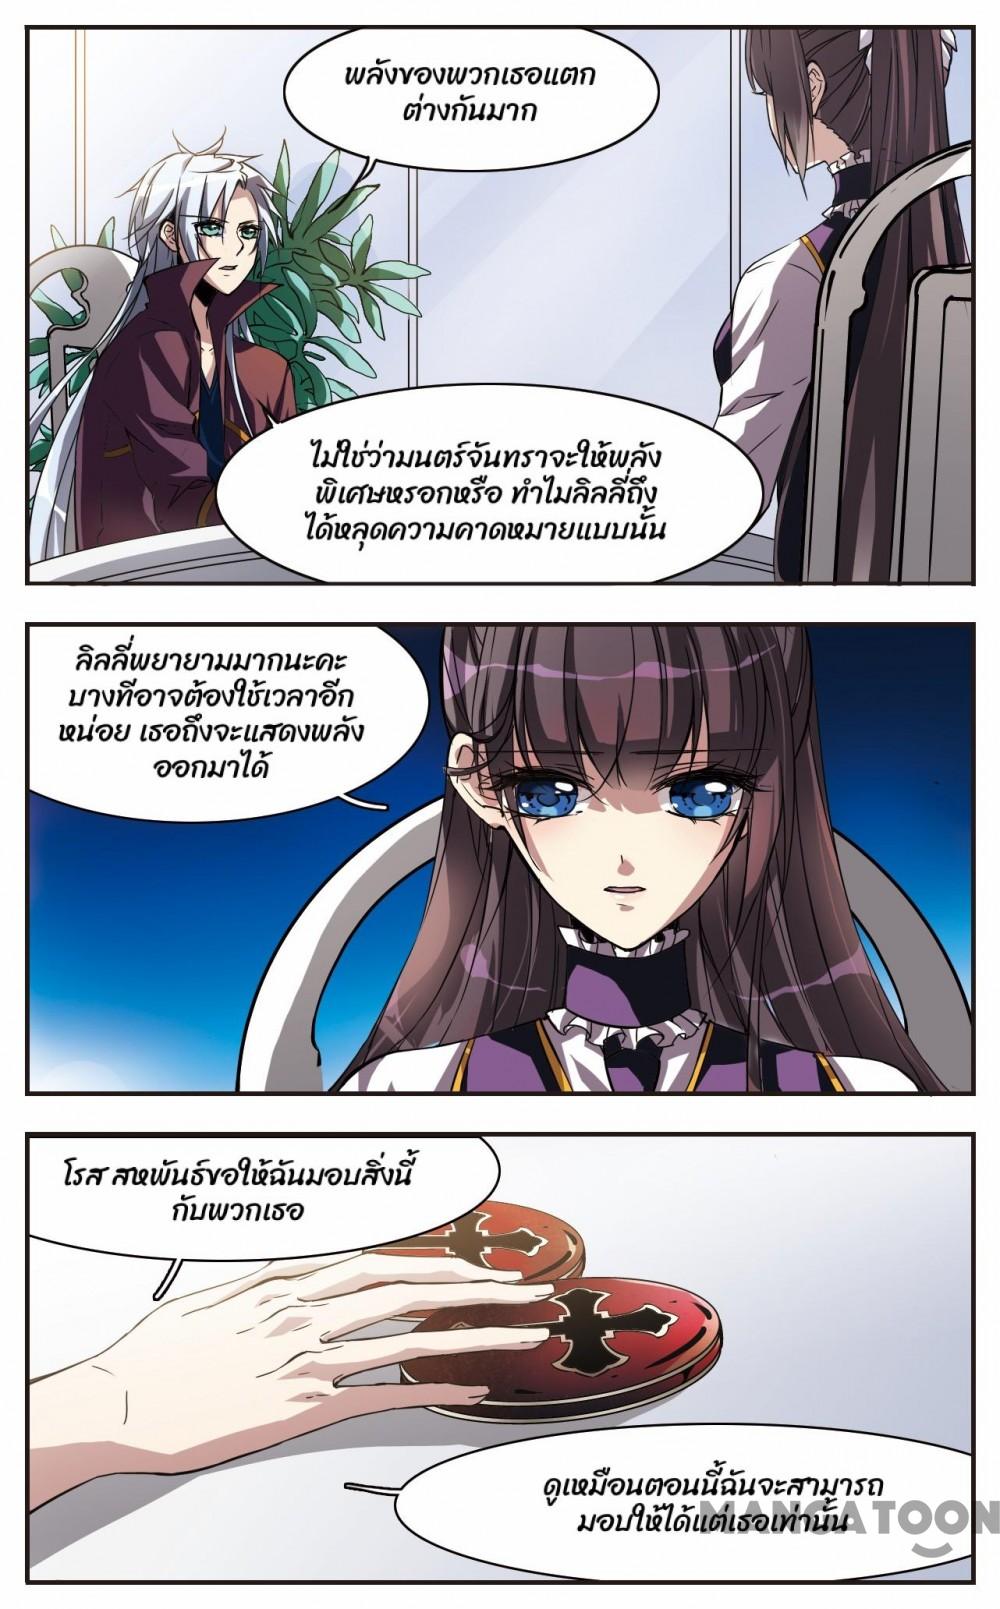 พลังของพวกเธอแตก
ต่างกันมาก
ไม่ใช่ว่ามนตร์จันทราจะให้พลัง
พิเศษหรอกหรือ ทำไมลิลลี่ถึง
ได้หลุดความคาดหมายแบบนั้น
ลิลลี่พยายามมากนะคะ
บางทีอาจต้องใช้เวลาอีก
หน่อย เธอถึงจะแสดงพลัง
ออกมาได้
โรส สหพันธ์ขอให้ฉันมอบสิ่งนี้
กับพวกเธอ
ดูเหมือนตอนนี้ฉันจะสามารถ
มอบให้ได้แต่เธอเท่านั้น
MANGATOON